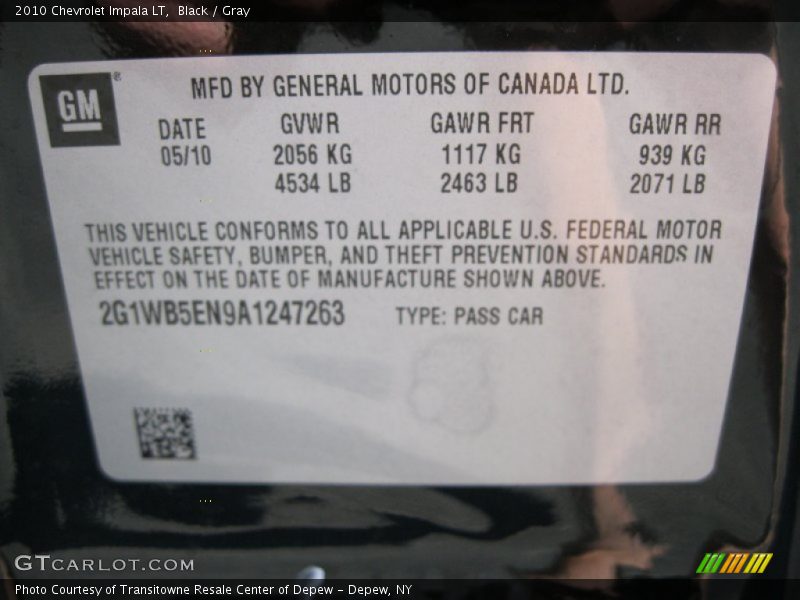 2010 Chevrolet Impala LT, Black / Gray
GM ®
MFD BY GENERAL MOTORS OF CANADA LTD.
DATE GVWR GAWR FRT GAWR RR
05/10 2056 KG 1117 KG 939 KG
4534 LB 2463 LB 2071 LB
THIS VEHICLE CONFORMS TO ALL APPLICABLE U.S. FEDERAL MOTOR
VEHICLE SAFETY, BUMPER, AND THEFT PREVENTION STANDARDS IN
EFFECT ON THE DATE OF MANUFACTURE SHOWN ABOVE.
2G1WB5EN9A1247263 TYPE: PASS CAR
GTCARLOT.COM
Photo Courtesy of Transitowne Resale Center of Depew – Depew, NY